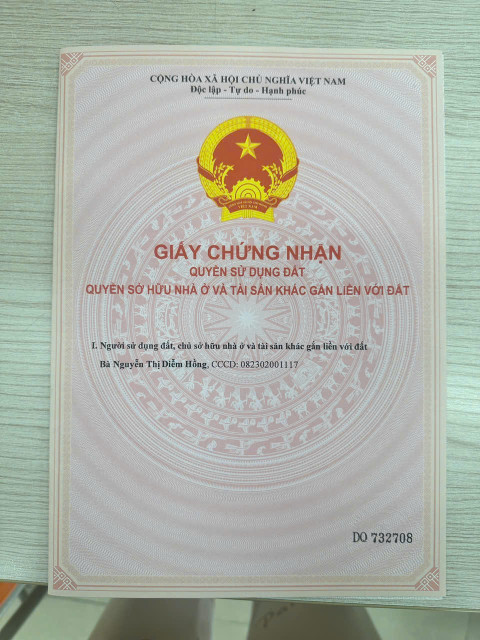 CỘNG HÒA XÃ HỘI CHỦ NGHĨA VIỆT NAM
Độc lập - Tự do - Hạnh phúc
VIỆT NAM
GIẤY CHỨNG NHẬN
QUYỀN SỬ DỤNG ĐẤT
QUYỀN SỞ HỮU NHÀ Ở VÀ TÀI SẢN KHÁC GẮN LIỀN VỚI ĐẤT
I. Người sử dụng đất, chủ sở hữu nhà ở và tài sản khác gắn liền với đất
Bà Nguyễn Thị Diễm Hồng, CCCD: 082302001117
DO 732708